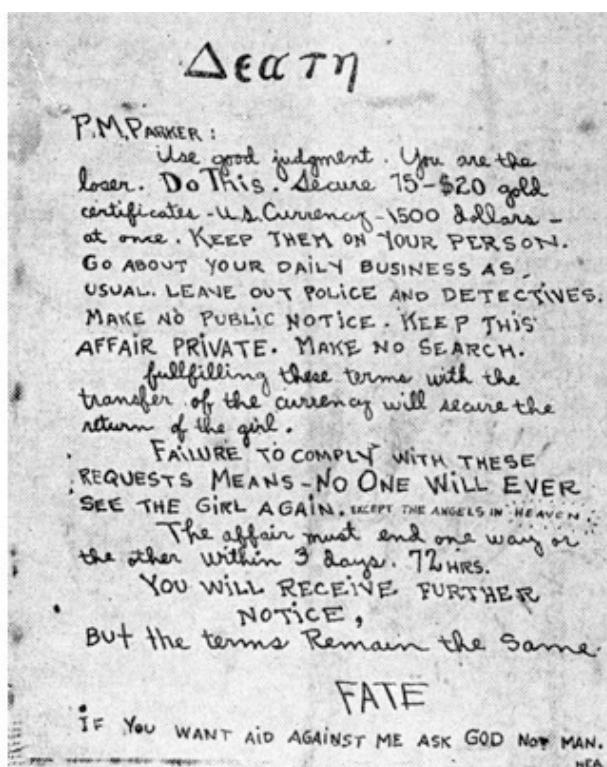 Δεατη
P.M. PARKER:
Use good judgment. You are the
loser. Do This. Secure 75-$20 gold
certificates - U.S. Currency - 1500 dollars -
at once. KEEP THEM ON YOUR PERSON.
GO ABOUT YOUR DAILY BUSINESS AS
USUAL. LEAVE OUT POLICE AND DETECTIVES.
MAKE NO PUBLIC NOTICE. KEEP THIS
AFFAIR PRIVATE. MAKE NO SEARCH.
fullfilling these terms with the
transfer of the currency will secure the
return of the girl.
FAILURE TO COMPLY WITH THESE
REQUESTS MEANS - NO ONE WILL EVER
SEE THE GIRL AGAIN. EXCEPT THE ANGELS IN HEAVEN
The affair must end one way or
the other within 3 days. 72 HRS.
YOU WILL RECEIVE FURTHER
NOTICE,
But the terms Remain the Same.
FATE
IF YOU WANT AID AGAINST ME ASK GOD NOT MAN.
NEA